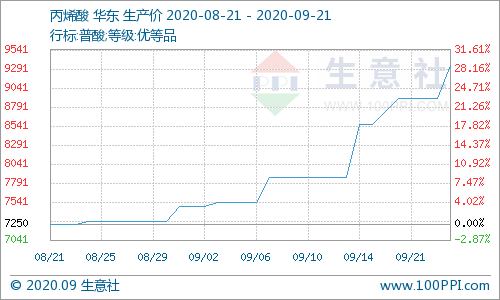 丙烯酸 华东 生产价 2020-08-21 - 2020-09-21
行标:普酸;等级:优等品
9541 31.61%
9291 28.16%
9041 24.71%
8791 21.26%
8541 17.82%
8291 14.37%
8041 10.92%
7791 7.47%
7541 4.02%
7250 0.00%
7041 -2.87%
生意社
www.100PPI.com
PPI
08/21 08/25 08/29 09/02 09/06 09/10 09/14 09/21
© 2020.09 生意社 www.100PPI.com